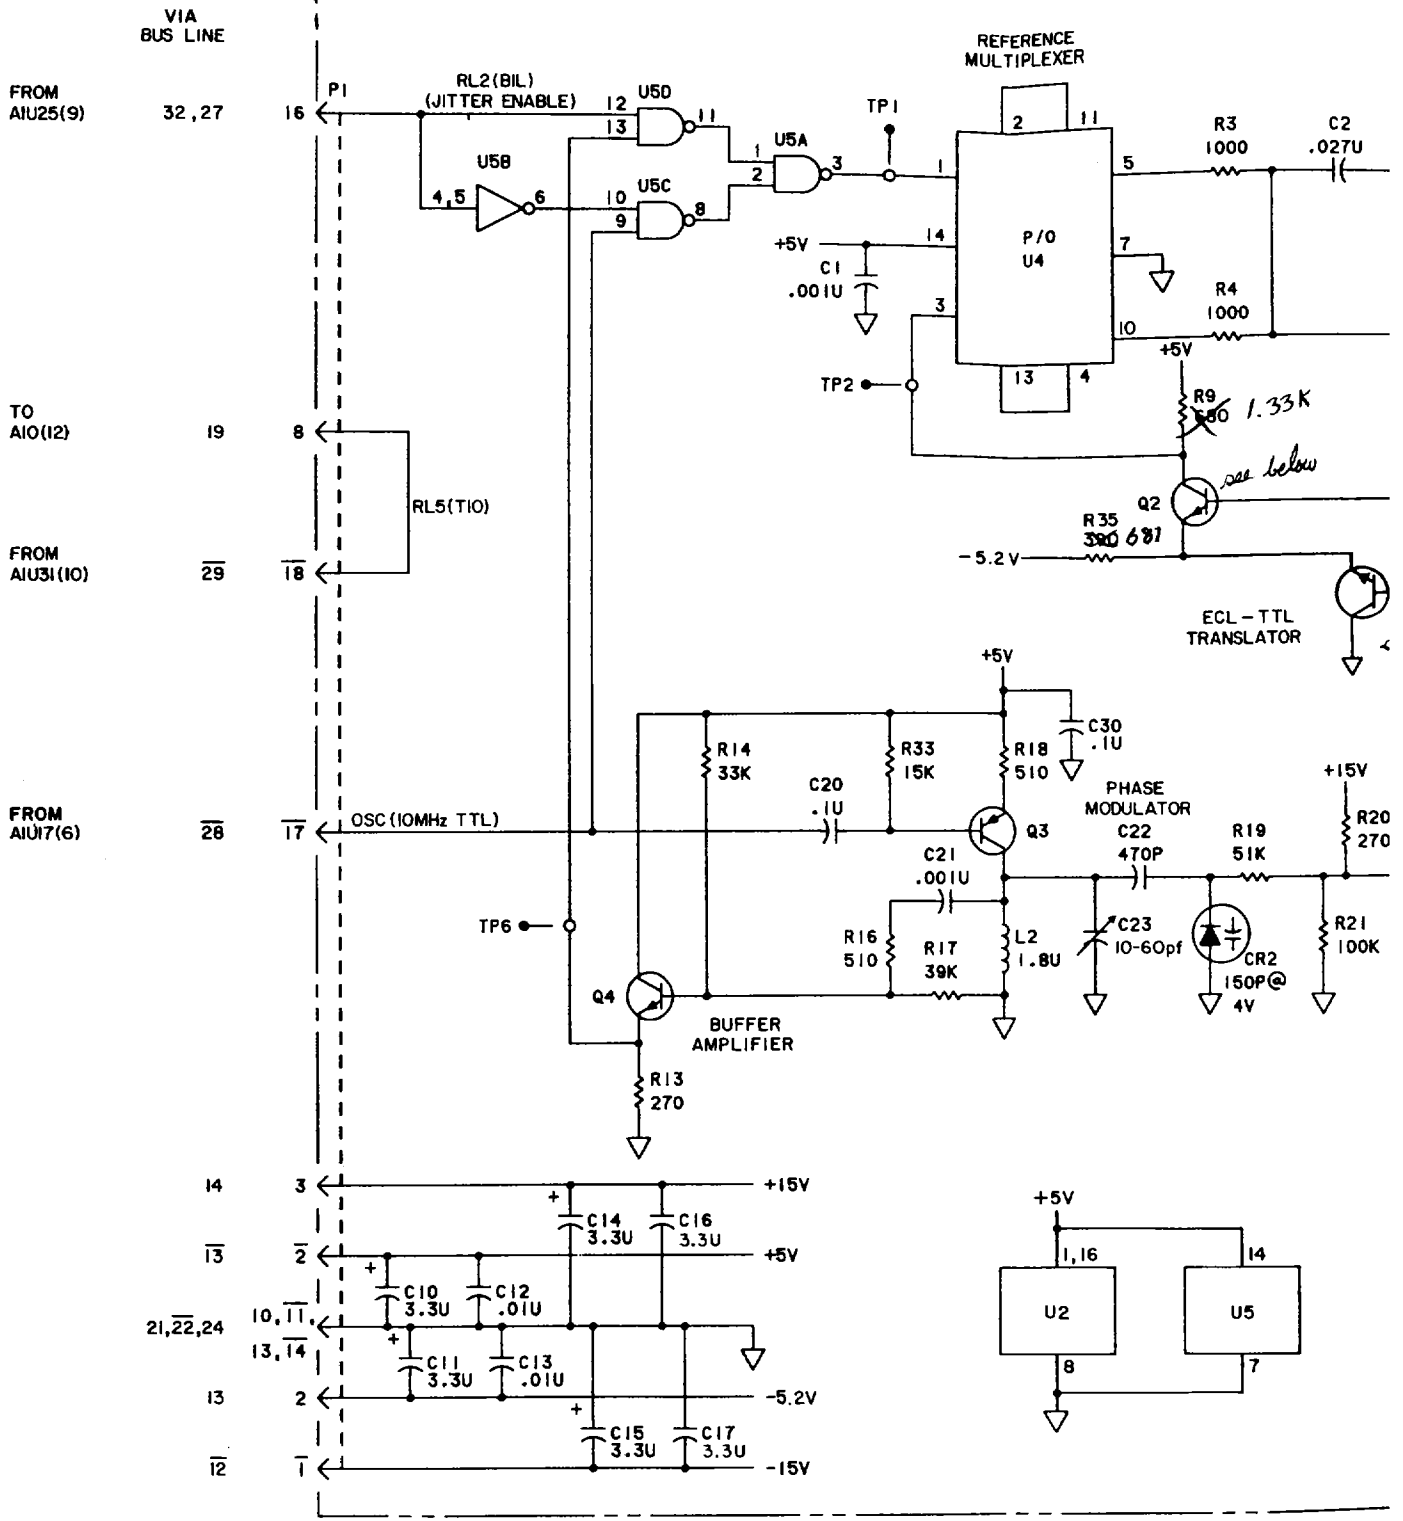 VIA
BUS LINE
FROM
A1U25(9)
32,27
16
P1
RL2(BIL)
(JITTER ENABLE)
12
13
U5D
11
U5B
4,5
6
U5C
10
9
8
U5A
1
2
3
TP1
REFERENCE
MULTIPLEXER
2
11
1
5
14
7
3
10
13
4
P/O
U4
+5V
C1
.001U
R3
1000
C2
.027U
R4
1000
TP2
+5V
R9
680 1.33K
see below
Q2
R35
390 681
-5.2V
ECL-TTL
TRANSLATOR
TO
A10(12)
19
8
RL5(T10)
FROM
A1U31(10)
29
18
FROM
A1U17(6)
28
17
OSC(10MHz TTL)
+5V
R14
33K
R33
15K
R18
510
C30
.1U
C20
.1U
Q3
PHASE
MODULATOR
C22
470P
R19
51K
+15V
R20
270
C21
.001U
TP6
R16
510
R17
39K
L2
1.8U
C23
10-60pf
CR2
150P@
4V
R21
100K
Q4
BUFFER
AMPLIFIER
R13
270
14
3
+15V
C14
3.3U
C16
3.3U
+
13
2
+5V
+
C10
3.3U
C12
.01U
21,22,24
10,11,
13,14
+
C11
3.3U
C13
.01U
13
2
-5.2V
+
C15
3.3U
C17
3.3U
12
1
-15V
+5V
1,16
14
U2
U5
8
7